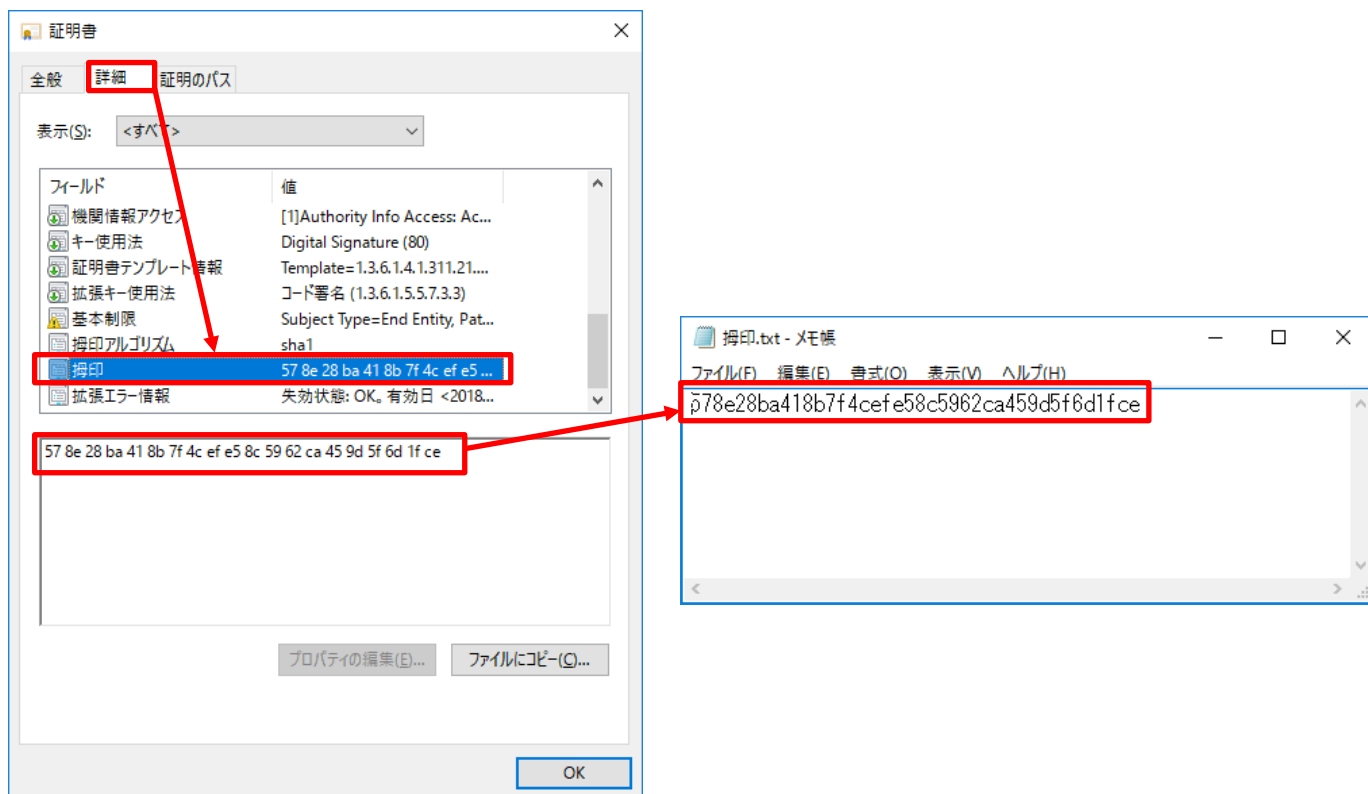 証明書
全般 詳細 証明のパス
表示(S): <すべて>
フィールド 値
機関情報アクセス [1]Authority Info Access: Ac...
キー使用法 Digital Signature (80)
証明書テンプレート情報 Template=1.3.6.1.4.1.311.21....
拡張キー使用法 コード署名 (1.3.6.1.5.5.7.3.3)
基本制限 Subject Type=End Entity, Pat...
拇印アルゴリズム sha1
拇印 57 8e 28 ba 41 8b 7f 4c ef e5 ...
拡張エラー情報 失効状態: OK。有効日 <2018...
57 8e 28 ba 41 8b 7f 4c ef e5 8c 59 62 ca 45 9d 5f 6d 1f ce
プロパティの編集(E)... ファイルにコピー(C)...
OK
拇印.txt - メモ帳
ファイル(F) 編集(E) 書式(O) 表示(V) ヘルプ(H)
578e28ba418b7f4cefe58c5962ca459d5f6d1fce